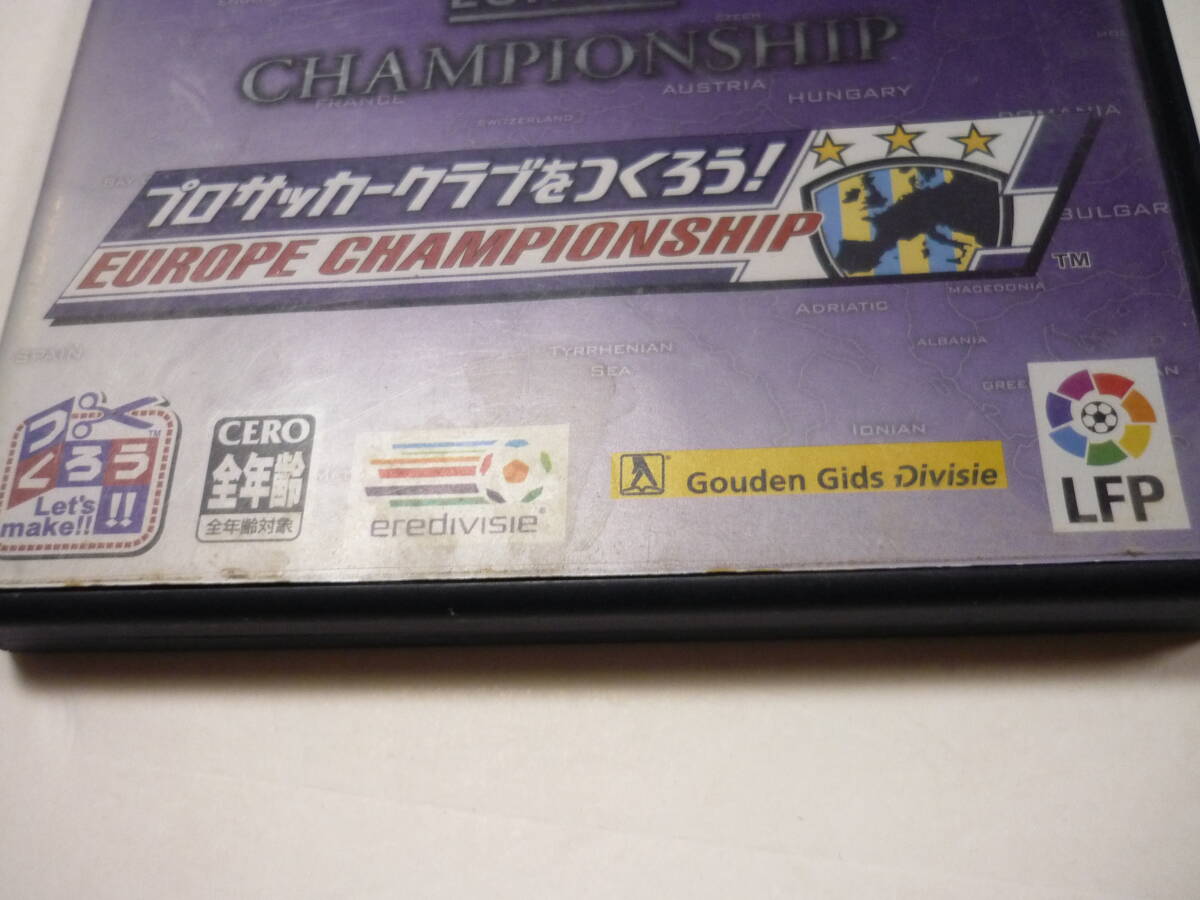 CHAMPIONSHIP
FRANCE
SWITZERLAND
AUSTRIA
HUNGARY
ROMANIA
プロサッカークラブをつくろう!
EUROPE CHAMPIONSHIP
TM
BULGAR
MACEDONIA
ADRIATIC
ALBANIA
SPAIN
TYRRHENIAN
SEA
IONIAN
つくろう!!
TM
Let's
make!!
CERO
全年齢
全年齢対象
eredivisie
Gouden Gids Divisie
LFP